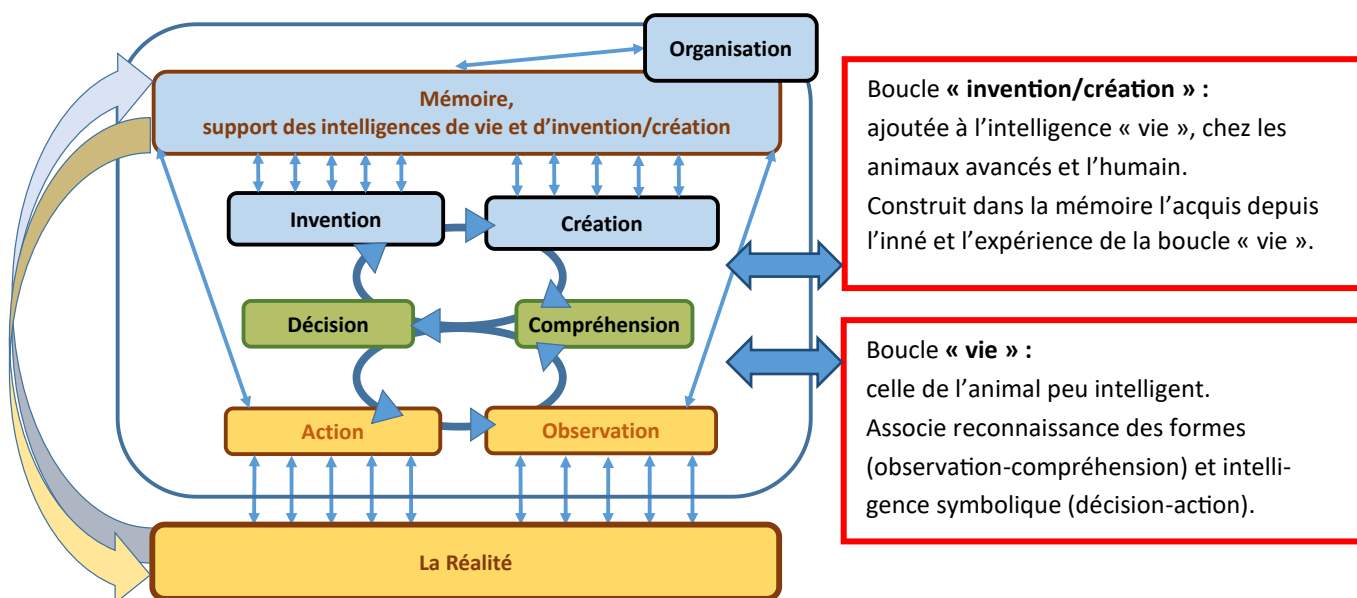 Organisation
Mémoire,
support des intelligences de vie et d’invention/création
Invention
Création
Décision
Compréhension
Action
Observation
La Réalité
Boucle « invention/création » :
ajoutée à l’intelligence « vie », chez les
animaux avancés et l’humain.
Construit dans la mémoire l’acquis depuis
l’inné et l’expérience de la boucle « vie ».
Boucle « vie » :
celle de l’animal peu intelligent.
Associe reconnaissance des formes
(observation-compréhension) et intelli-
gence symbolique (décision-action).